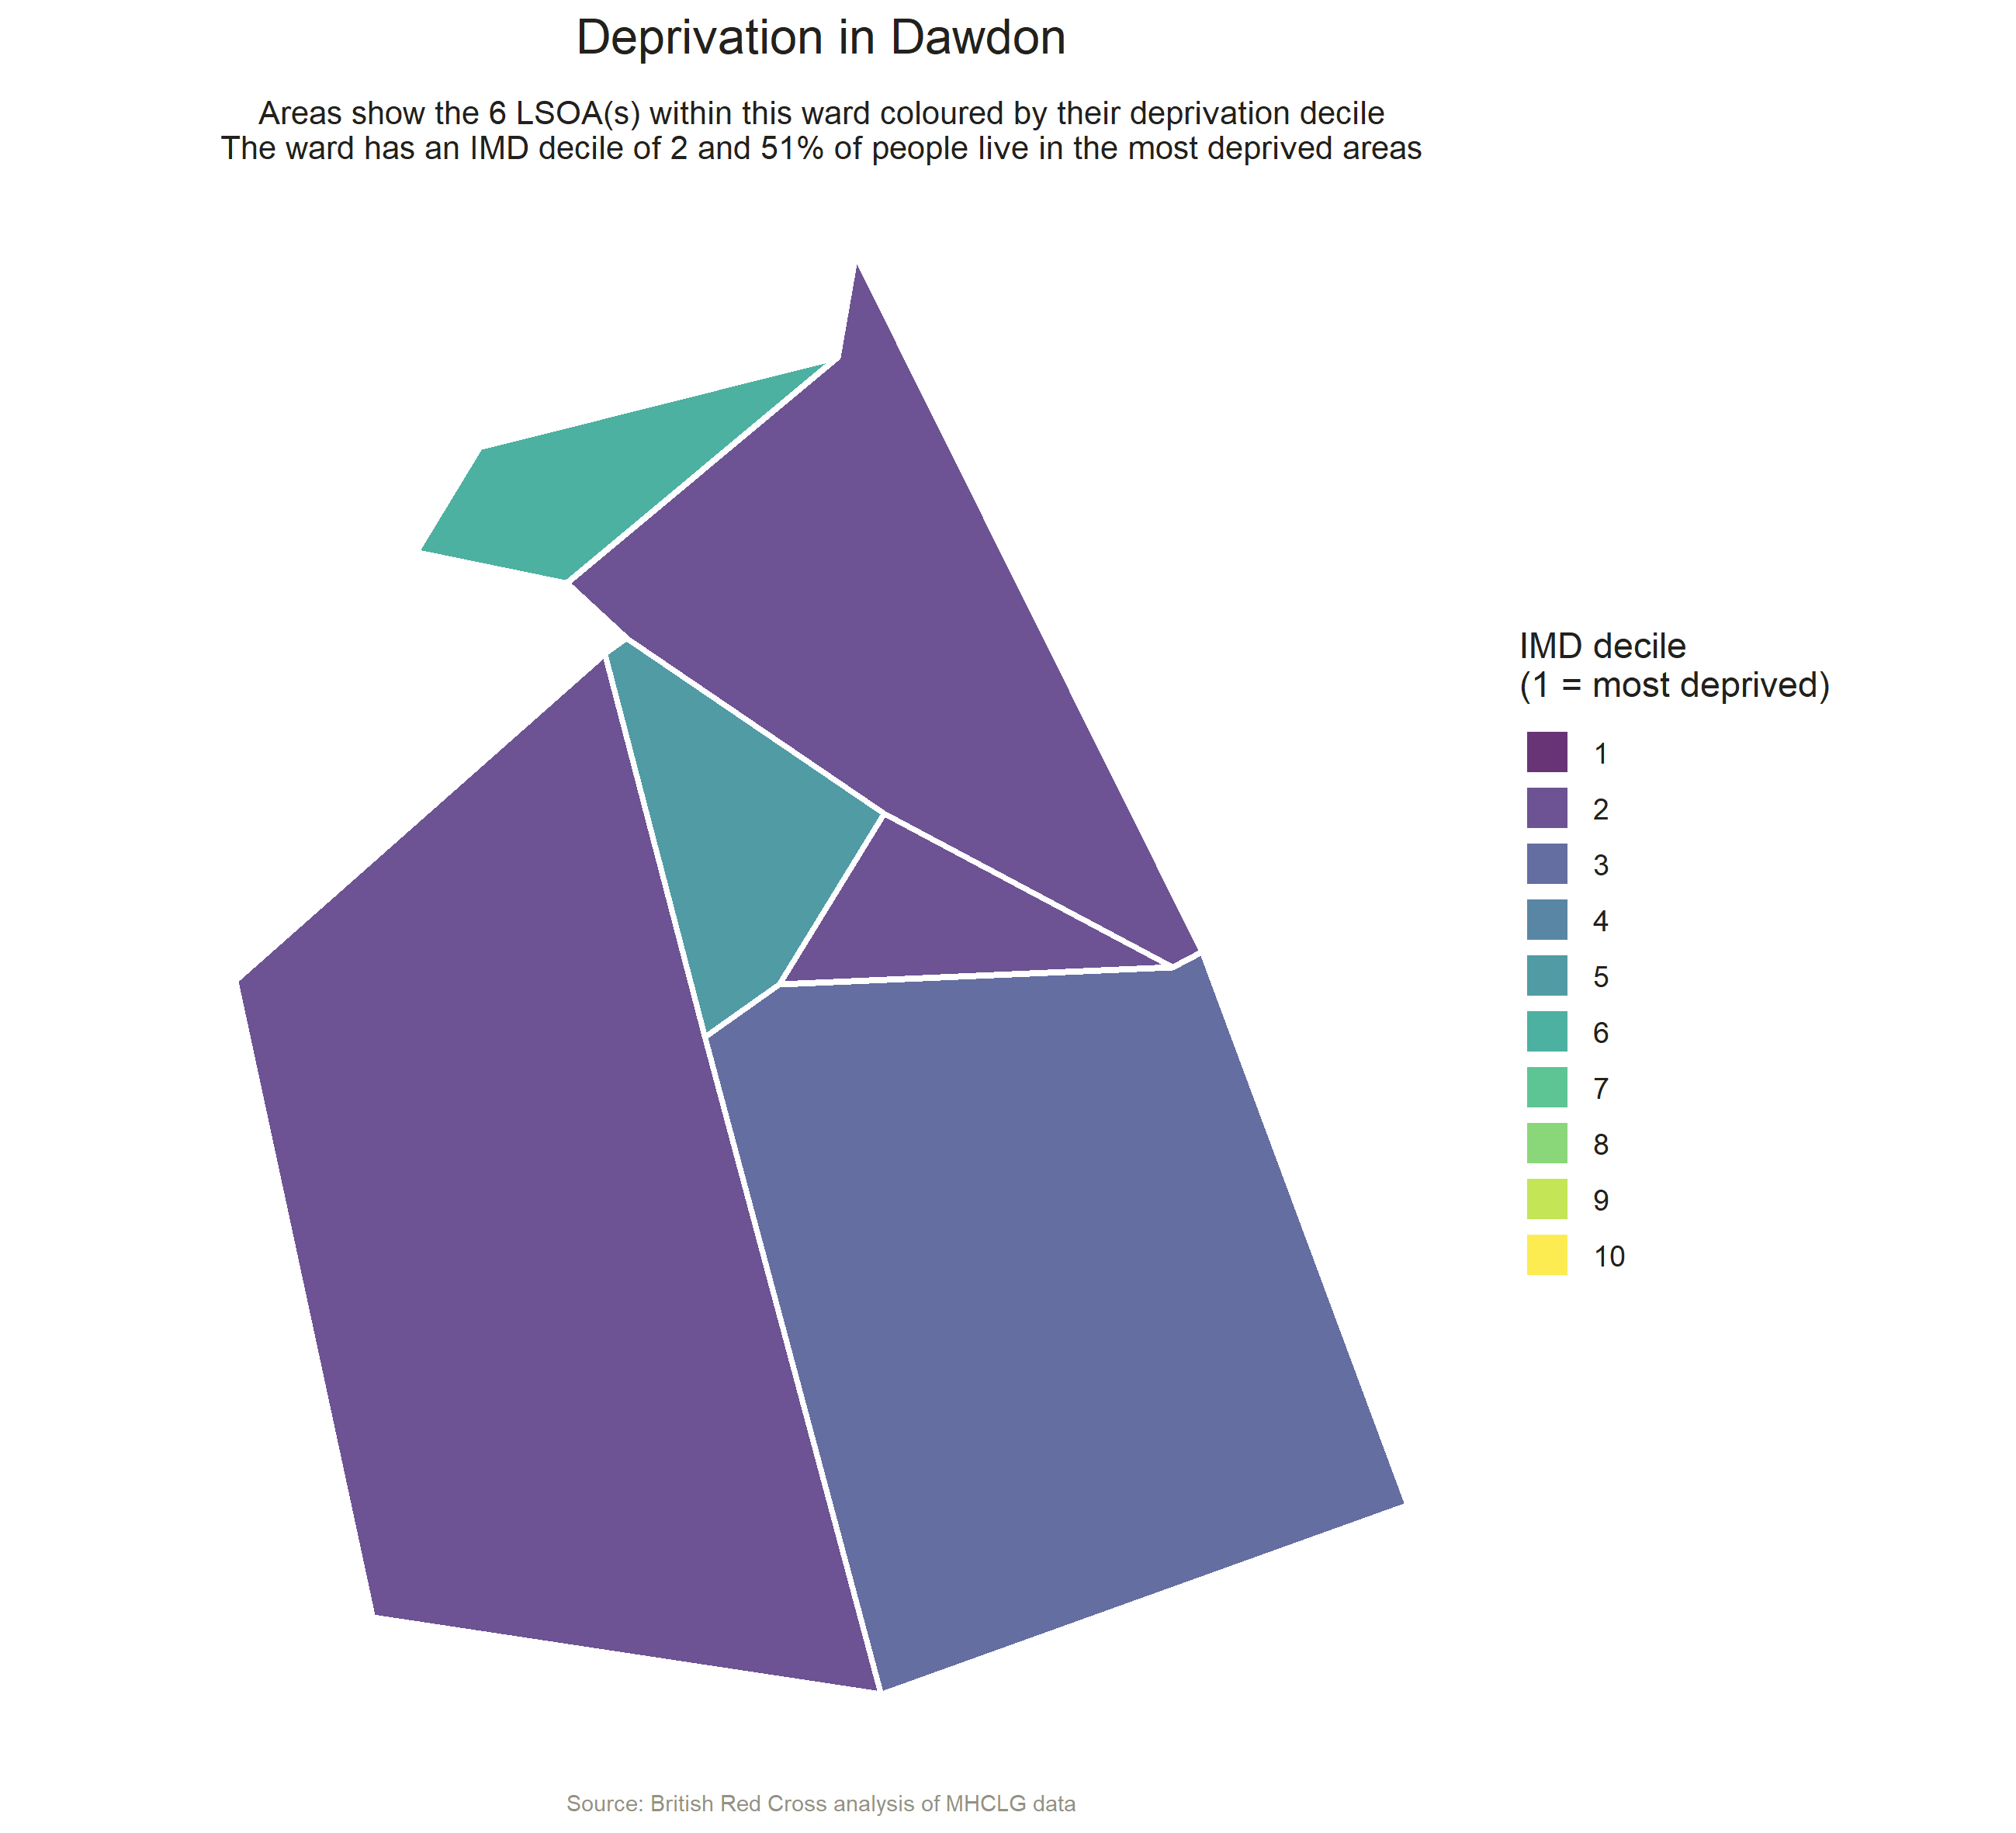 Deprivation in Dawdon
Areas show the 6 LSOA(s) within this ward coloured by their deprivation decile
The ward has an IMD decile of 2 and 51% of people live in the most deprived areas
IMD decile
(1 = most deprived)
1
2
3
4
5
6
7
8
9
10
Source: British Red Cross analysis of MHCLG data